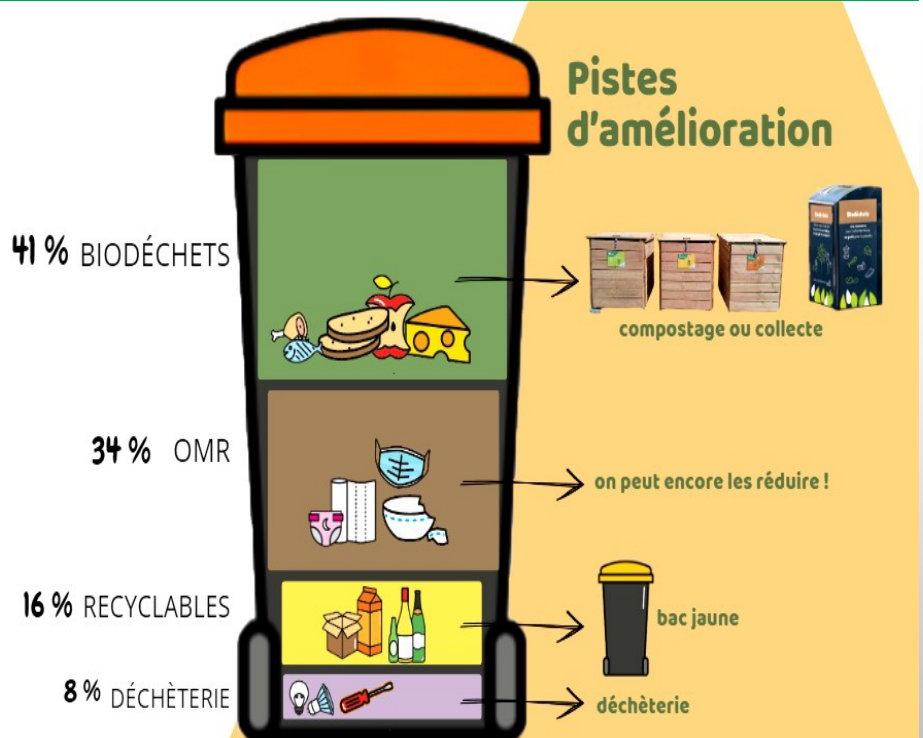 Pistes
d'amélioration
41 % BIODÉCHETS
compostage ou collecte
34 % OMR
on peut encore les réduire !
16 % RECYCLABLES
bac jaune
8 % DÉCHÈTERIE
déchèterie
Biodéchets